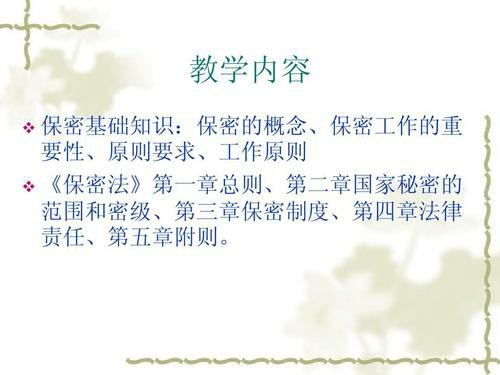 教学内容
保密基础知识：保密的概念、保密工作的重
要性、原则要求、工作原则
《保密法》第一章总则、第二章国家秘密的
范围和密级、第三章保密制度、第四章法律
责任、第五章附则。